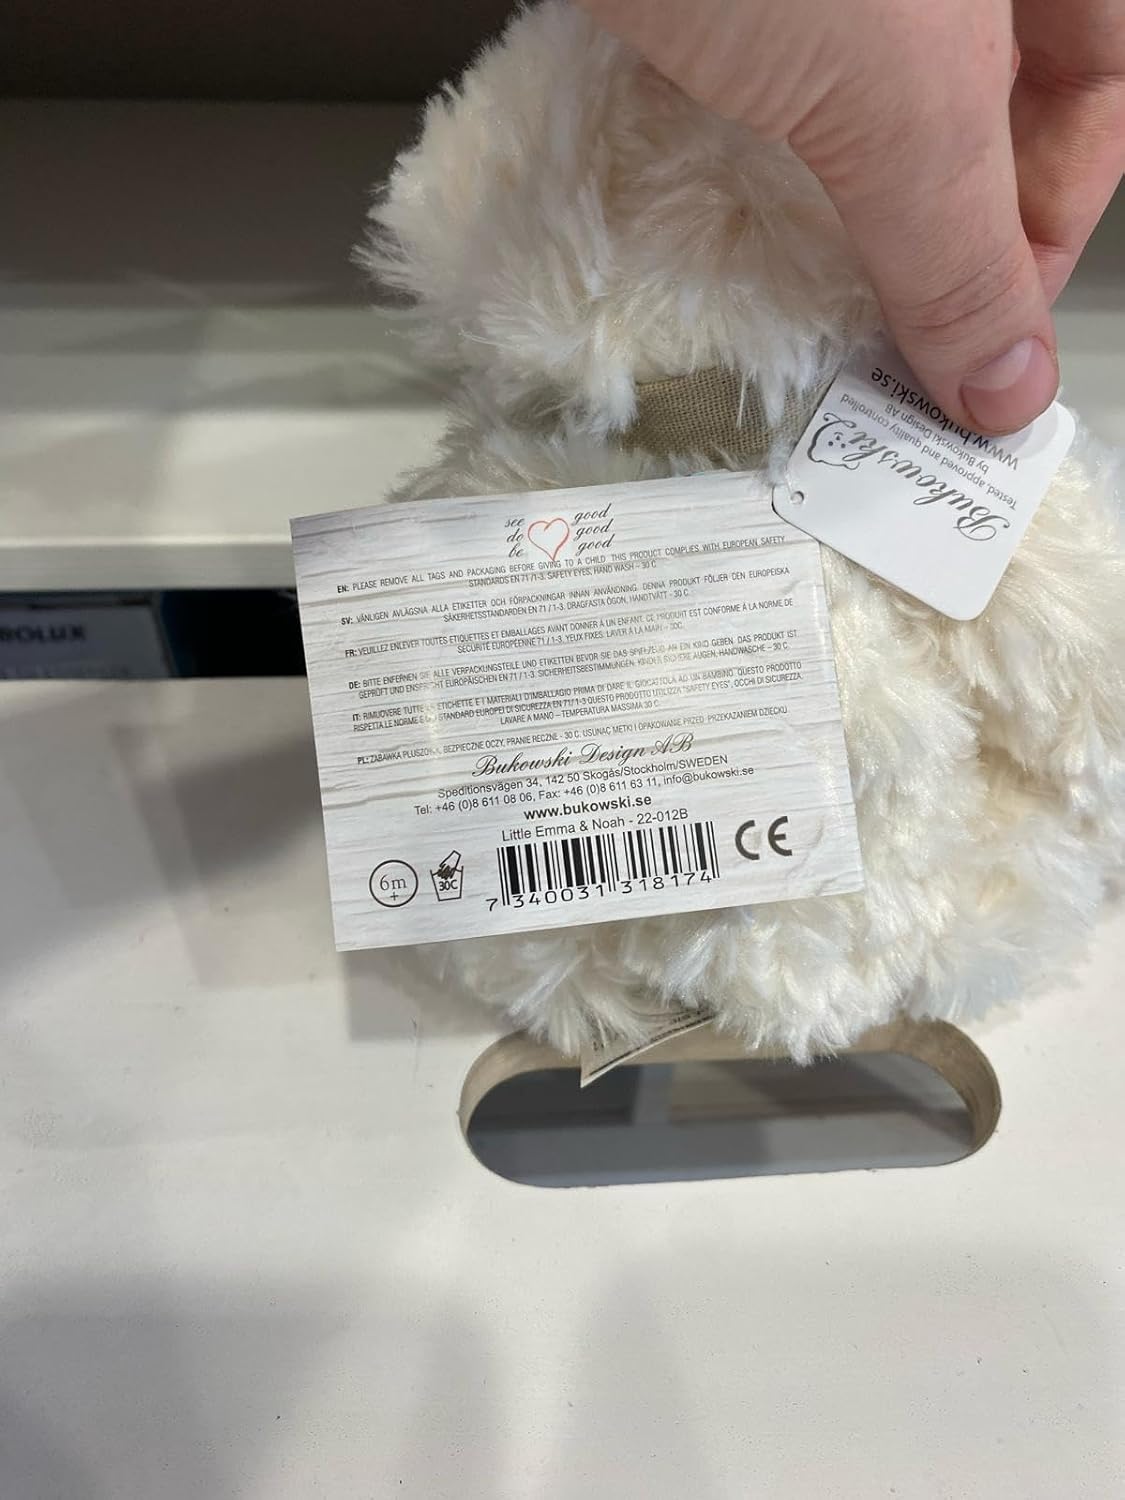 see good
do good
be good
EN: PLEASE REMOVE ALL TAGS AND PACKAGING BEFORE GIVING TO A CHILD. THIS PRODUCT COMPLIES WITH EUROPEAN SAFETY
STANDARDS EN 71 /1-3. SAFETY EYES, HAND WASH – 30 C.
SV: VÄNLIGEN AVLÄGSNA ALLA ETIKETTER OCH FÖRPACKNINGAR INNAN ANVÄNDNING. DENNA PRODUKT FÖLJER DEN EUROPEISKA
SÄKERHETSSTANDARDEN EN 71 / 1-3. DRAGFASTA ÖGON, HANDTVÄTT - 30 C.
FR: VEUILLEZ ENLEVER TOUTES ETIQUETTES ET EMBALLAGES AVANT DONNER À UN ENFANT. CE PRODUIT EST CONFORME À LA NORME DE
SÉCURITÉ EUROPÉENNE 71 / 1-3. YEUX FIXES. LAVER À LA MAIN – 30C.
DE: BITTE ENFERNEN SIE ALLE VERPACKUNGSTEILE UND ETIKETTEN BEVOR SIE DAS SPIELZEUG AN EIN KIND GEBEN. DAS PRODUKT IST
GEPRÜFT UND ENSPRICHT EUROPÄISCHEN EN 71 / 1-3. SICHERHEITSBESTIMMUNGEN. KINDER SICHERE AUGEN, HANDWASCHE – 30 C.
IT: RIMUOVERE TUTTE LE ETICHETTE E I MATERIALI D'IMBALLAGIO PRIMA DI DARE IL GIOCATTOLA AD UN BAMBINO. QUESTO PRODOTTO
RISPETTA LE NORME STANDARD EUROPEI DI SICUREZZA EN 71/ 1-3 QUESTO PRODOTTO UTILIZZA "SAFETY EYES", OCCHI DI SICUREZZA.
LAVARE A MANO – TEMPERATURA MASSIMA 30 C.
PL: ZABAWKA PLUSZOWA, BEZPIECZNE OCZY, PRANIE RECZNE - 30 C. USUNAC METKI I OPAKOWANIE PRZED PRZEKAZANIEM DZIECKU
Bukowski Design AB
Speditionsvägen 34, 142 50 Skogås/Stockholm/SWEDEN
Tel: +46 (0)8 611 08 06, Fax: +46 (0)8 611 63 11, info@bukowski.se
www.bukowski.se
Little Emma & Noah - 22-012B
6m
+
30C
7 340031 318174
CE
Bukowski
Tested, approved and quality controlled
by Bukowski Design AB
www.bukowski.se
ROLUX